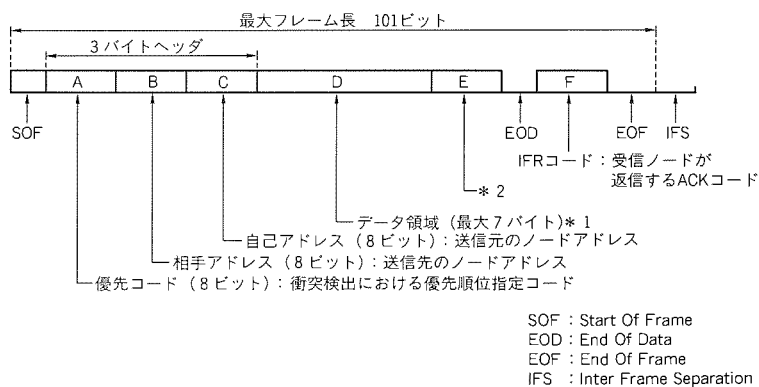 最大フレーム長 101ビット
3バイトヘッダ
A B C D E F
SOF EOD EOF IFS
IFRコード：受信ノードが
返信するACKコード
＊2
データ領域（最大7バイト）＊1
自己アドレス（8ビット）：送信元のノードアドレス
相手アドレス（8ビット）：送信先のノードアドレス
優先コード（8ビット）：衝突検出における優先順位指定コード
SOF：Start Of Frame
EOD：End Of Data
EOF：End Of Frame
IFS：Inter Frame Separation